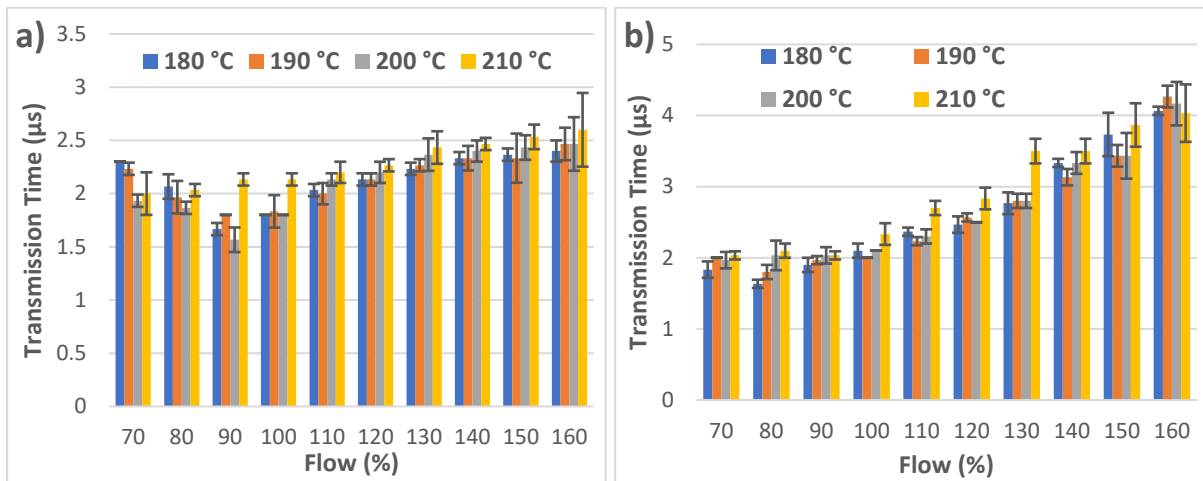 a)
180 °C 190 °C 200 °C 210 °C
Transmission Time (µs)
3.5
3
2.5
2
1.5
1
0.5
0
70 80 90 100 110 120 130 140 150 160
Flow (%)
b)
180 °C 190 °C
200 °C 210 °C
Transmission Time (µs)
5
4
3
2
1
0
70 80 90 100 110 120 130 140 150 160
Flow (%)